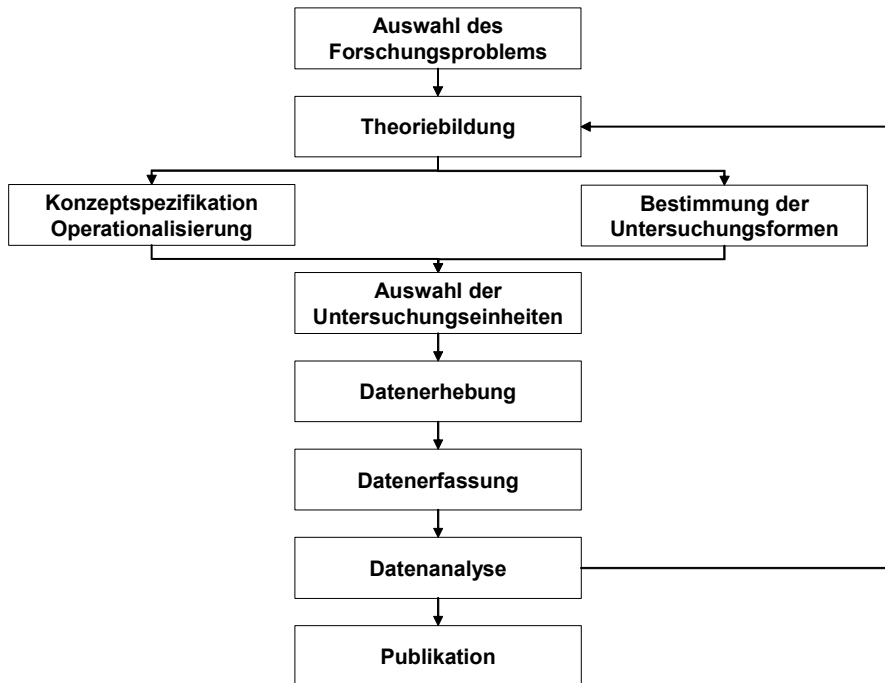 Auswahl des
Forschungsproblems
Theoriebildung
Konzeptspezifikation
Operationalisierung
Bestimmung der
Untersuchungsformen
Auswahl der
Untersuchungseinheiten
Datenerhebung
Datenerfassung
Datenanalyse
Publikation